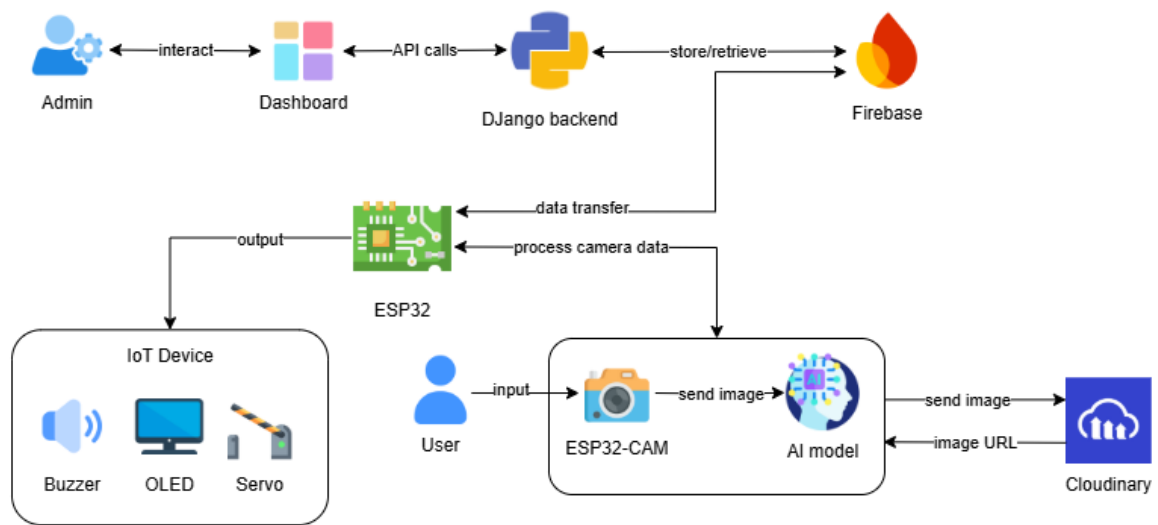 interact
API calls
store/retrieve
Admin
Dashboard
DJango backend
Firebase
data transfer
output
process camera data
ESP32
IoT Device
input
send image
AI
send image
image URL
User
ESP32-CAM
AI model
Buzzer
OLED
Servo
Cloudinary